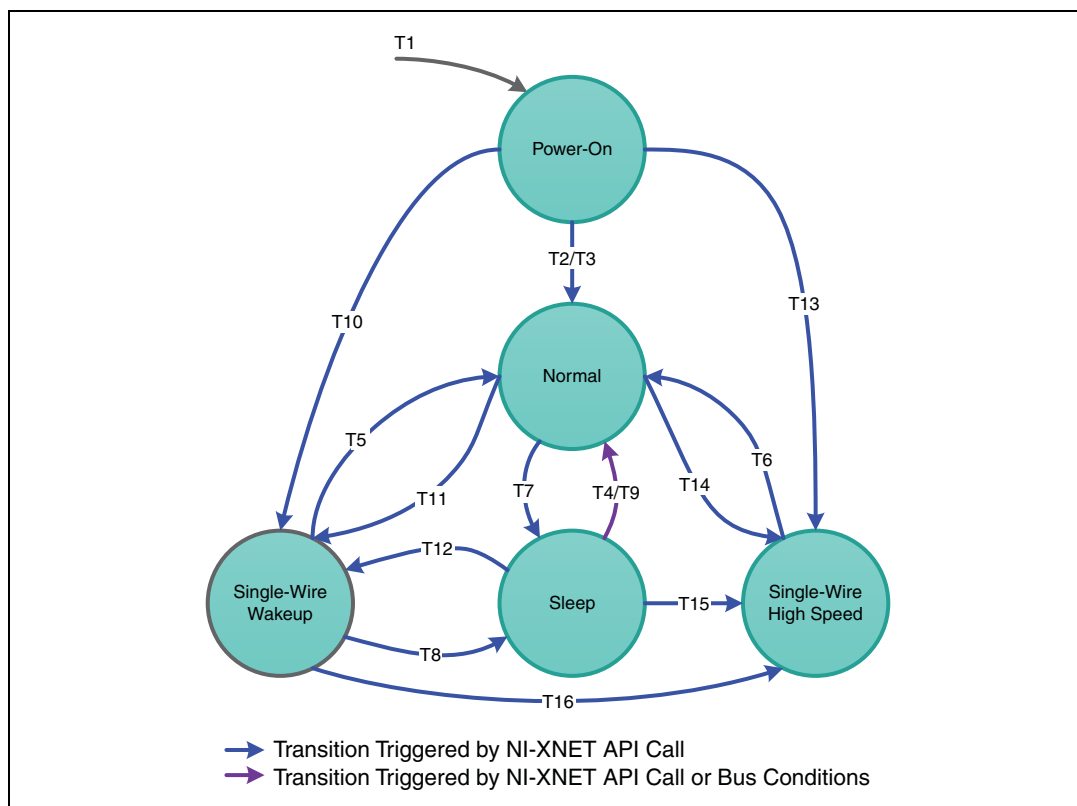 T1
Power-On
T2/T3
T10
T13
Normal
T5
T6
T11
T7
T4/T9
T14
T12
Single-Wire
Wakeup
Sleep
T15
Single-Wire
High Speed
T8
T16
Transition Triggered by NI-XNET API Call
Transition Triggered by NI-XNET API Call or Bus Conditions